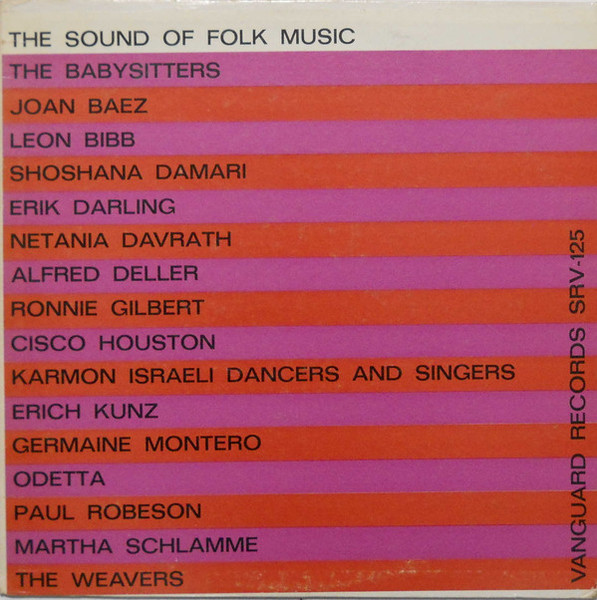 THE SOUND OF FOLK MUSIC
THE BABYSITTERS
JOAN BAEZ
LEON BIBB
SHOSHANA DAMARI
ERIK DARLING
NETANIA DAVRATH
ALFRED DELLER
RONNIE GILBERT
CISCO HOUSTON
KARMON ISRAELI DANCERS AND SINGERS
ERICH KUNZ
GERMAINE MONTERO
ODETTA
PAUL ROBESON
MARTHA SCHLAMME
THE WEAVERS
VANGUARD RECORDS SRV-125